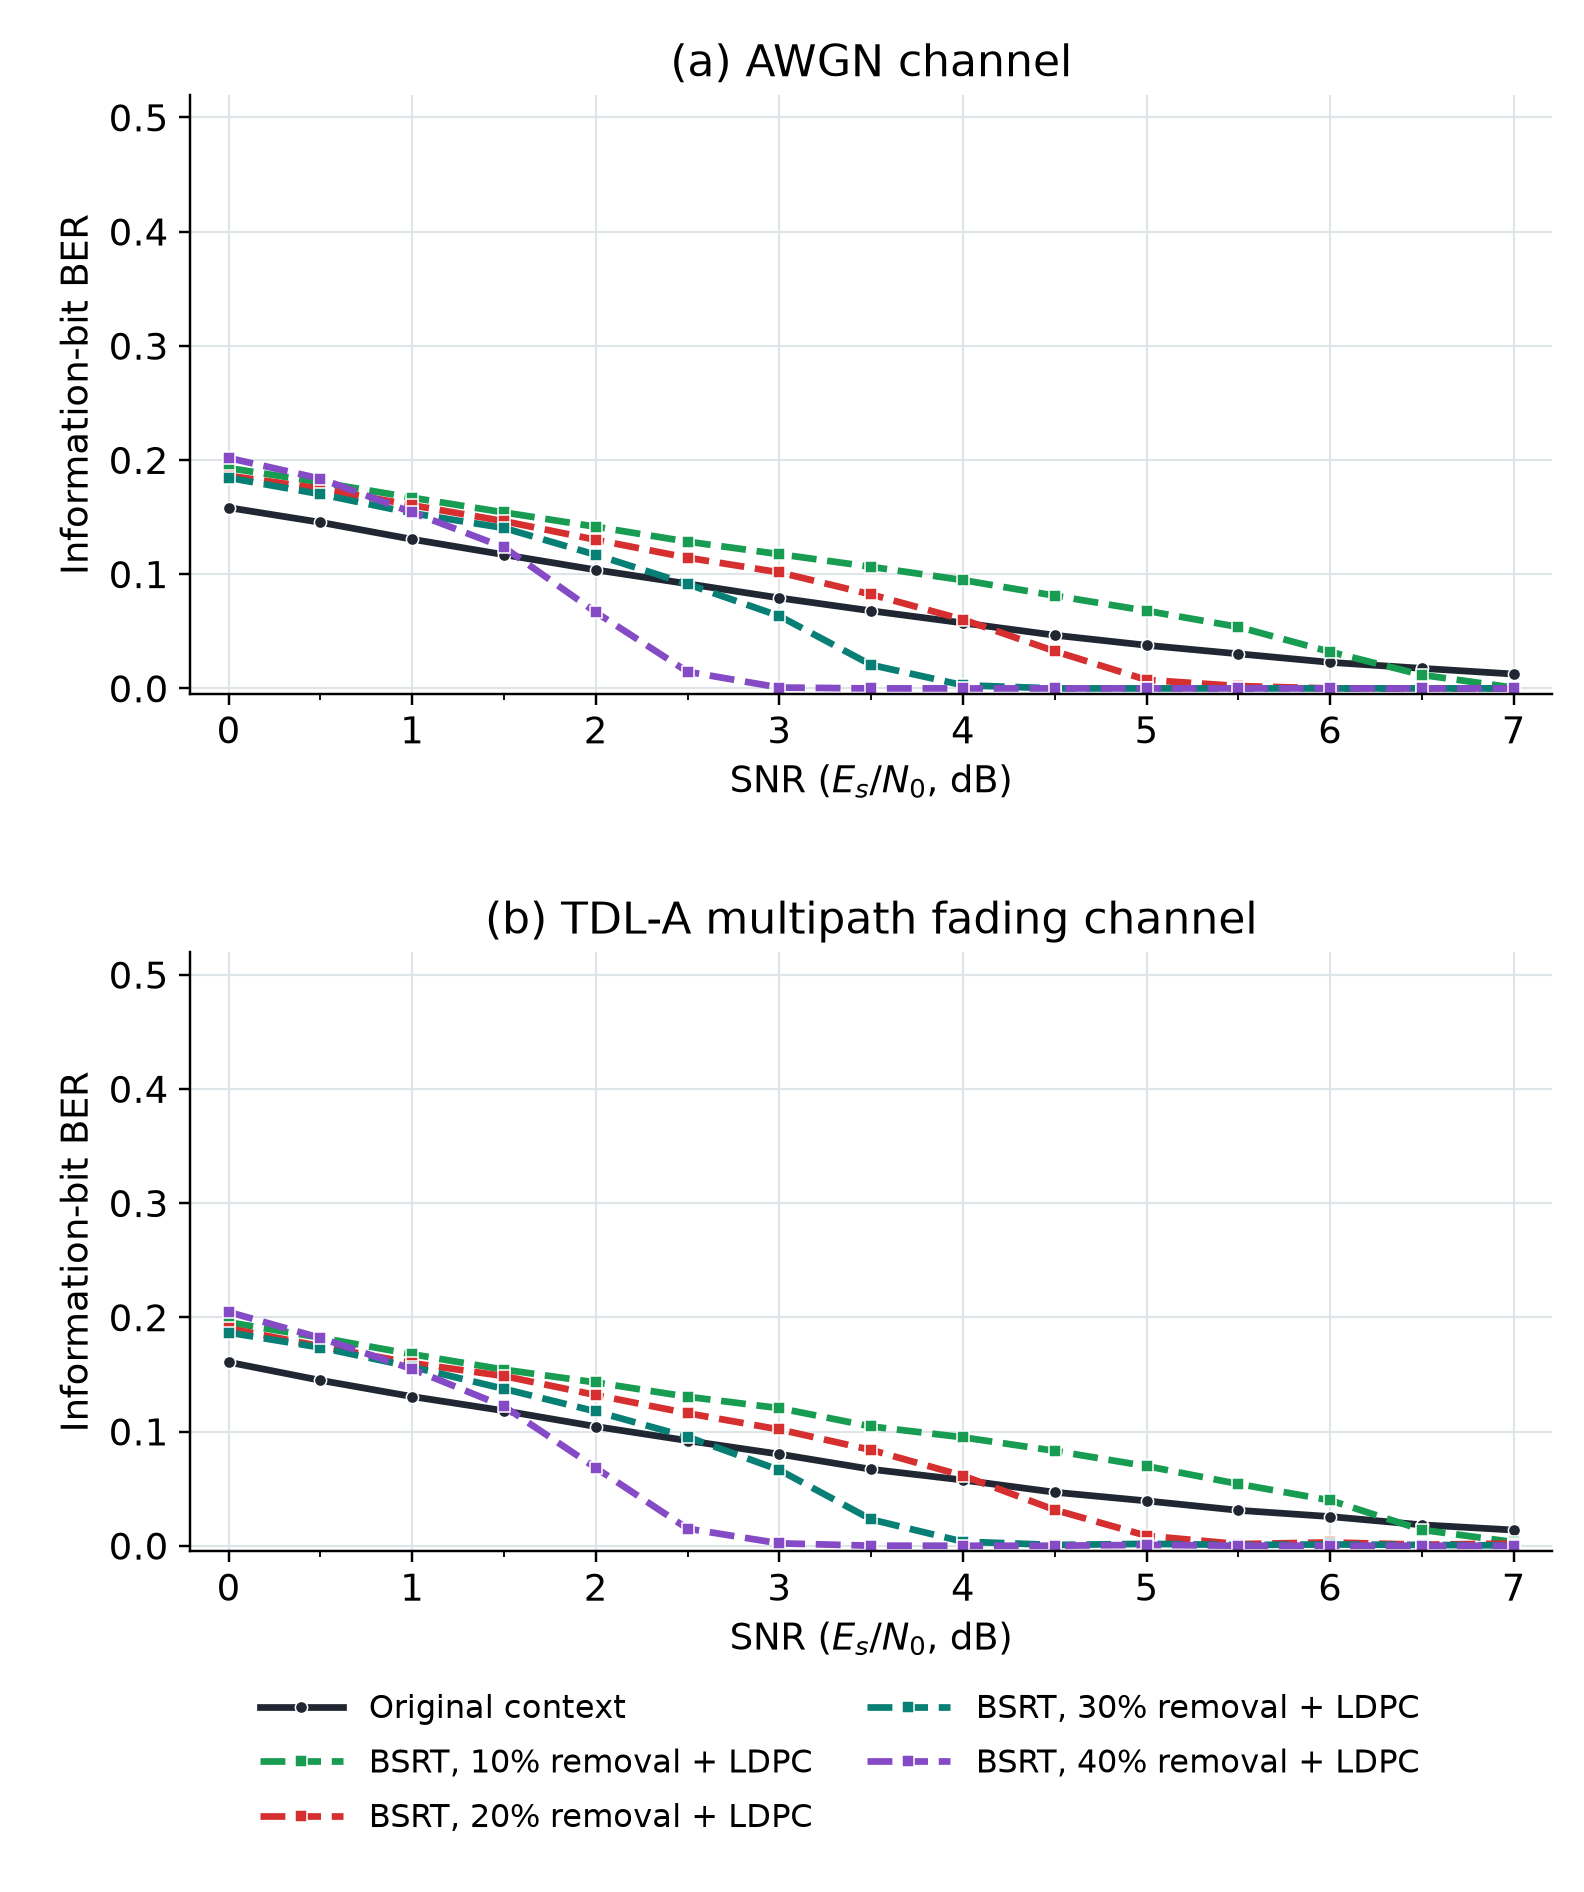 (a) AWGN channel
0.5
0.4
0.3
0.2
0.1
0.0
Information-bit BER
0 1 2 3 4 5 6 7
SNR (Es/N0, dB)
(b) TDL-A multipath fading channel
0.5
0.4
0.3
0.2
0.1
0.0
Information-bit BER
0 1 2 3 4 5 6 7
SNR (Es/N0, dB)
Original context
BSRT, 10% removal + LDPC
BSRT, 20% removal + LDPC
BSRT, 30% removal + LDPC
BSRT, 40% removal + LDPC